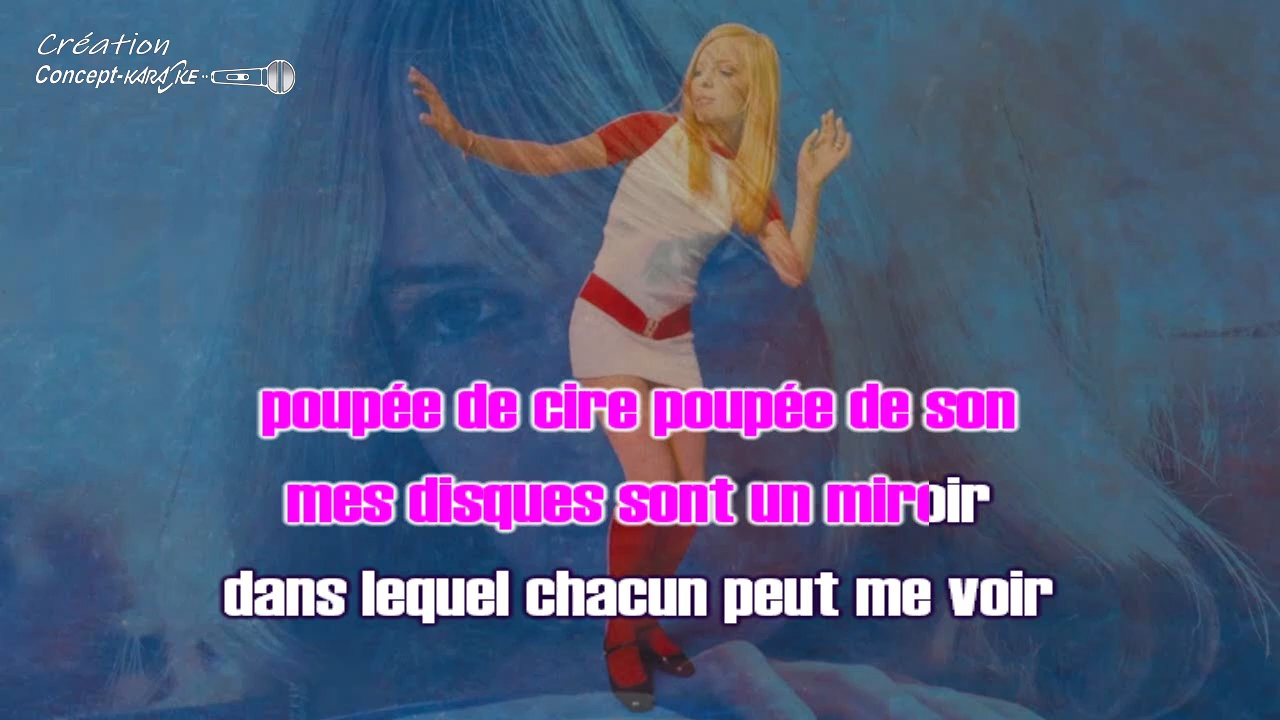 Création
Concept-KARAOKE
poupée de cire poupée de son
mes disques sont un miroir
dans lequel chacun peut me voir